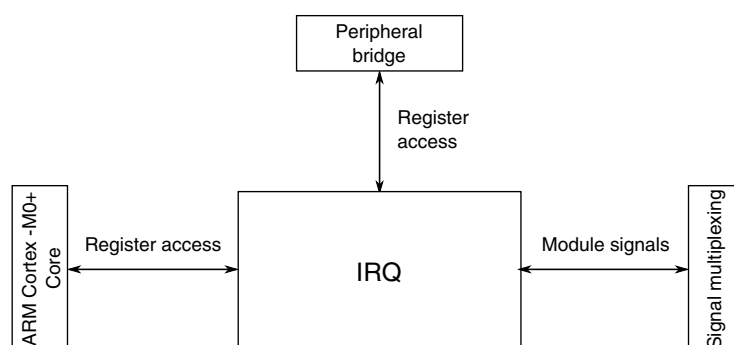 Peripheral
bridge
Register
access
ARM Cortex -M0+
Core
Register access
IRQ
Module signals
Signal multiplexing